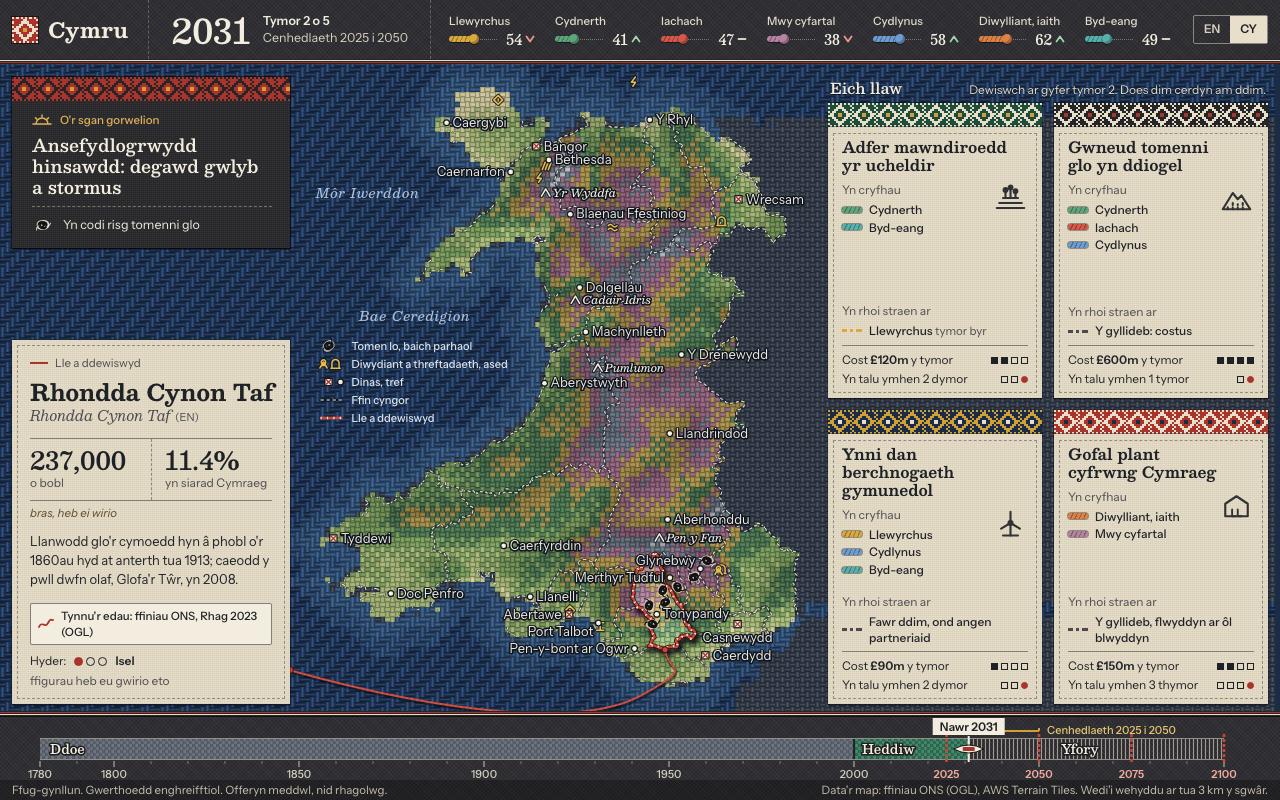 Cymru
2031
Tymor 2 o 5
Cenhedlaeth 2025 i 2050
Llewyrchus
54
Cydnerth
41
Iachach
47
Mwy cyfartal
38
Cydlynus
58
Diwylliant, iaith
62
Byd-eang
49
EN
CY
O'r sgan gorwelion
Ansefydlogrwydd
hinsawdd: degawd gwlyb
a stormus
Yn codi risg tomenni glo
Lle a ddewiswyd
Rhondda Cynon Taf
Rhondda Cynon Taf (EN)
237,000
o bobl
11.4%
yn siarad Cymraeg
bras, heb ei wirio
Llanwodd glo'r cymoedd hyn â phobl o'r
1860au hyd at anterth tua 1913; caeodd y
pwll dwfn olaf, Glofa'r Tŵr, yn 2008.
Tynnu'r edau: ffiniau ONS, Rhag 2023
(OGL)
Hyder:
Isel
ffigurau heb eu gwirio eto
Môr Iwerddon
Bae Ceredigion
Tomen lo, baich parhaol
Diwydiant a threftadaeth, ased
Dinas, tref
Ffin cyngor
Lle a ddewiswyd
Caergybi
Y Rhyl
Bangor
Bethesda
Caernarfon
Yr Wyddfa
Wrecsam
Blaenau Ffestiniog
Dolgellau
Cadair Idris
Machynlleth
Y Drenewydd
Pumlumon
Aberystwyth
Llandrindod
Aberhonddu
Tyddewi
Pen y Fan
Caerfyrddin
Glynebwy
Merthyr Tudful
Doc Penfro
Llanelli
Abertawe
Tonypandy
Port Talbot
Casnewydd
Pen-y-bont ar Ogwr
Caerdydd
Eich llaw
Dewiswch ar gyfer tymor 2. Does dim cerdyn am ddim.
Adfer mawndiroedd
yr ucheldir
Yn cryfhau
Cydnerth
Byd-eang
Yn rhoi straen ar
Llewyrchus tymor byr
Cost £120m y tymor
Yn talu ymhen 2 dymor
Gwneud tomenni
glo yn ddiogel
Yn cryfhau
Cydnerth
Iachach
Cydlynus
Yn rhoi straen ar
Y gyllideb: costus
Cost £600m y tymor
Yn talu ymhen 1 tymor
Ynni dan
berchnogaeth
gymunedol
Yn cryfhau
Llewyrchus
Cydlynus
Byd-eang
Yn rhoi straen ar
Fawr ddim, ond angen
partneriaid
Cost £90m y tymor
Yn talu ymhen 2 dymor
Gofal plant
cyfrwng Cymraeg
Yn cryfhau
Diwylliant, iaith
Mwy cyfartal
Yn rhoi straen ar
Y gyllideb, flwyddyn ar ôl
blwyddyn
Cost £150m y tymor
Yn talu ymhen 3 thymor
Nawr 2031
Cenhedlaeth 2025 i 2050
Ddoe
Heddiw
Yfory
1780
1800
1850
1900
1950
2000
2025
2050
2075
2100
Ffug-gynllun. Gwerthoedd enghreifftiol. Offeryn meddwl, nid rhagolwg.
Data'r map: ffiniau ONS (OGL), AWS Terrain Tiles. Wedi'i wehyddu ar tua 3 km y sgwâr.